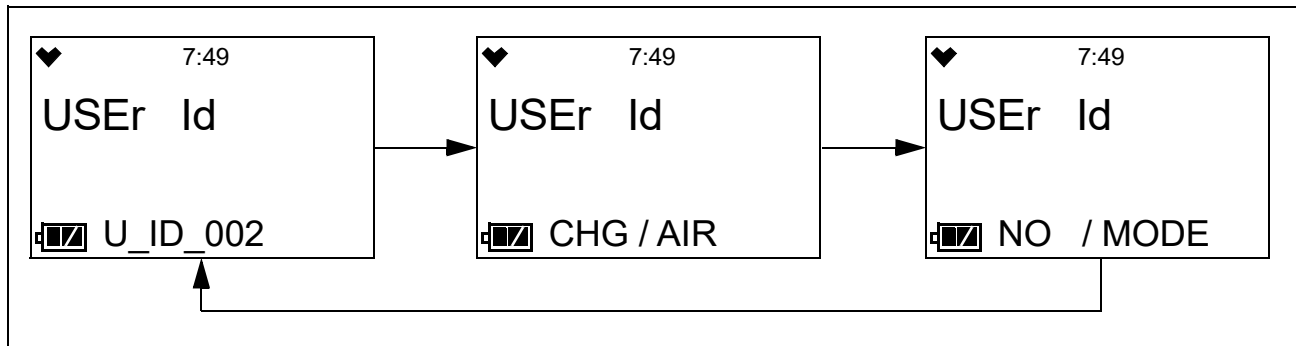 7:49
USEr Id
U_ID_002
7:49
USEr Id
CHG / AIR
7:49
USEr Id
NO / MODE